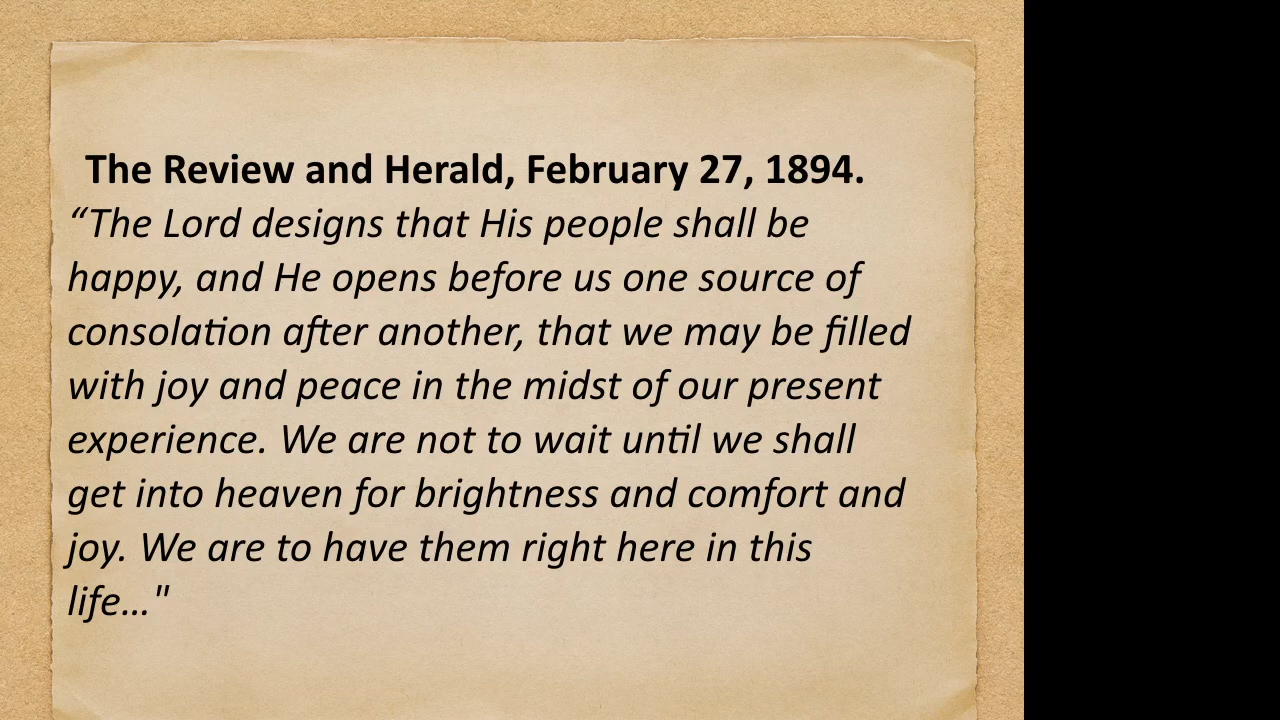 The Review and Herald, February 27, 1894.
“The Lord designs that His people shall be
happy, and He opens before us one source of
consolation after another, that we may be filled
with joy and peace in the midst of our present
experience. We are not to wait until we shall
get into heaven for brightness and comfort and
joy. We are to have them right here in this
life…"